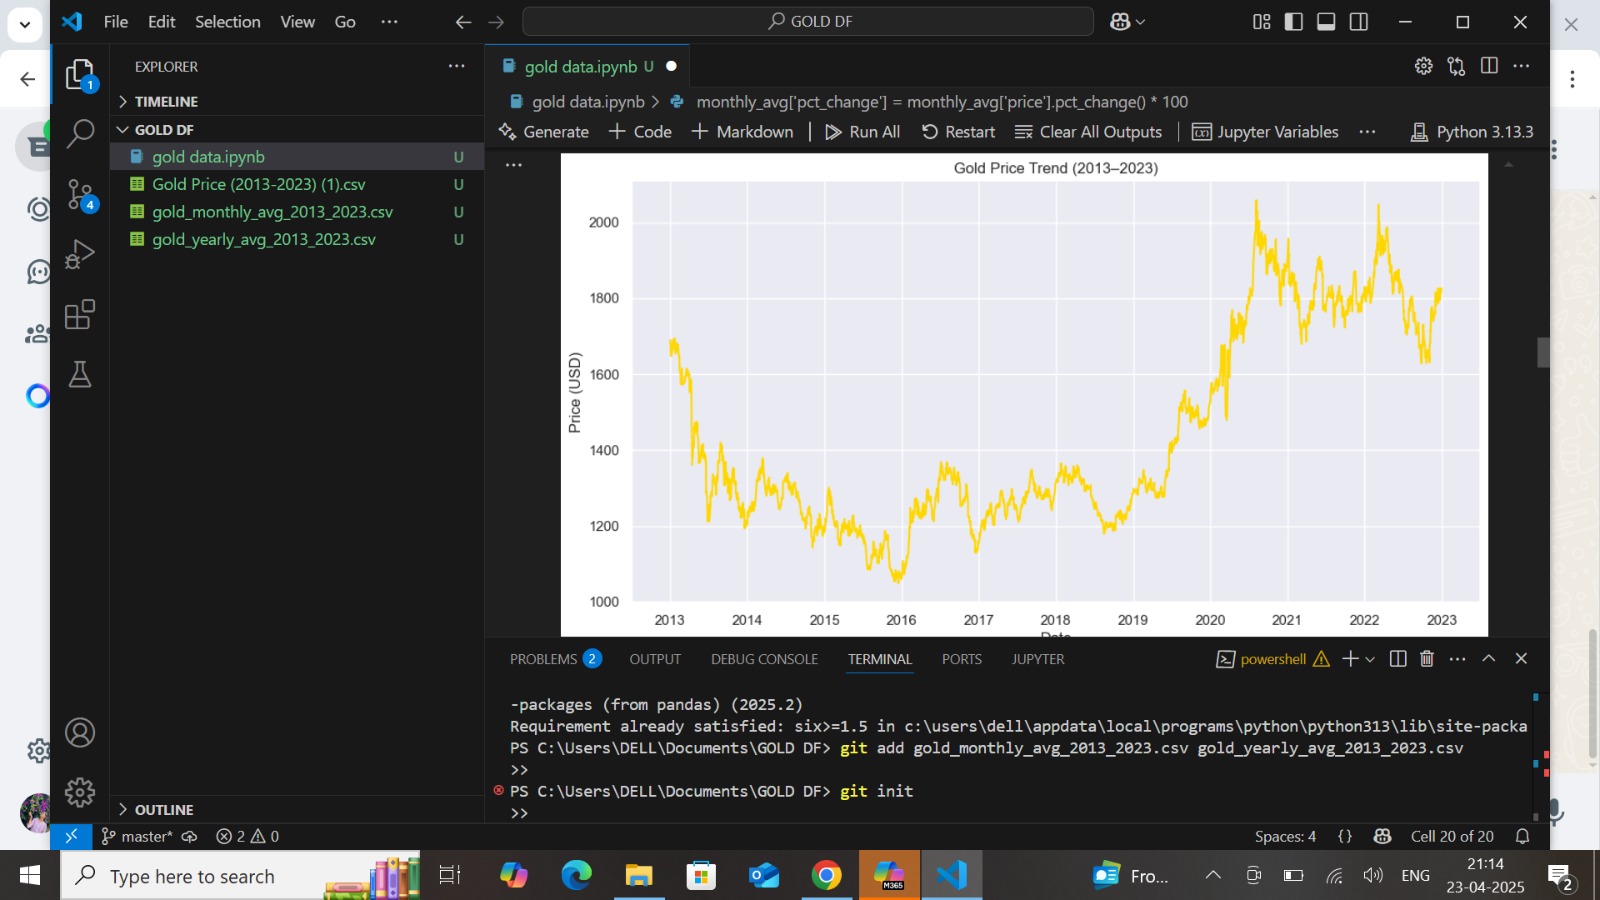 File Edit Selection View Go ···
GOLD DF
EXPLORER ···
TIMELINE
GOLD DF
gold data.ipynb U
Gold Price (2013-2023) (1).csv U
gold_monthly_avg_2013_2023.csv U
gold_yearly_avg_2013_2023.csv U
OUTLINE
1
4
gold data.ipynb U
gold data.ipynb > monthly_avg['pct_change'] = monthly_avg['price'].pct_change() * 100
Generate + Code + Markdown Run All Restart Clear All Outputs Jupyter Variables ··· Python 3.13.3
Gold Price Trend (2013–2023)
Price (USD)
2000
1800
1600
1400
1200
1000
2013 2014 2015 2016 2017 2018 2019 2020 2021 2022 2023
Date
PROBLEMS 2 OUTPUT DEBUG CONSOLE TERMINAL PORTS JUPYTER powershell
-packages (from pandas) (2025.2)
Requirement already satisfied: six>=1.5 in c:\users\dell\appdata\local\programs\python\python313\lib\site-packa
PS C:\Users\DELL\Documents\GOLD DF> git add gold_monthly_avg_2013_2023.csv gold_yearly_avg_2013_2023.csv
>>
PS C:\Users\DELL\Documents\GOLD DF> git init
>>
master* 2 0 Spaces: 4 {} Cell 20 of 20
Type here to search
M365
Fro...
ENG
21:14
23-04-2025
2